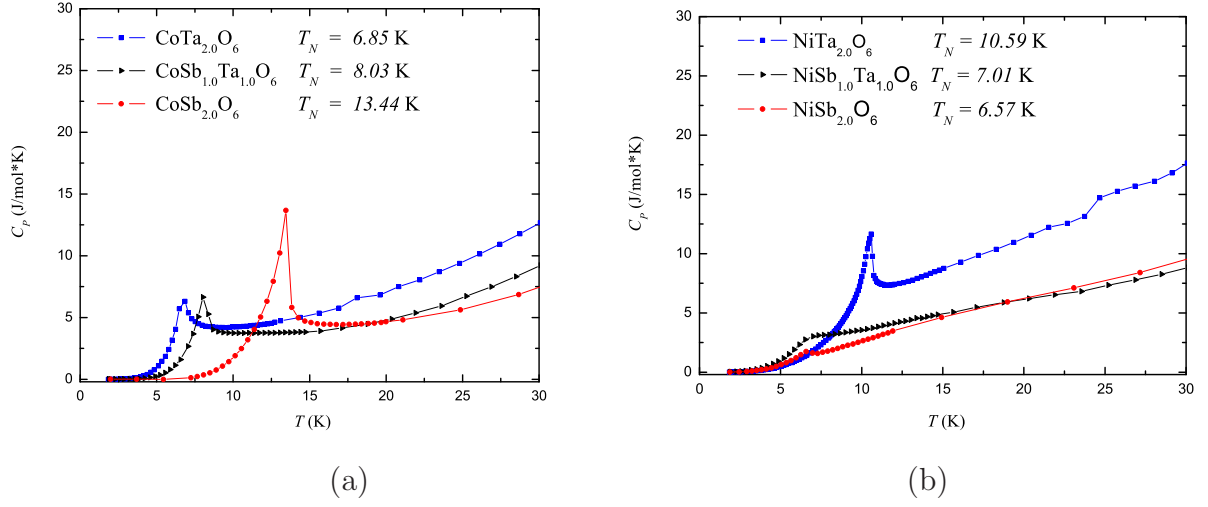 30
25
20
15
10
5
0
C_P (J/mol*K)
CoTa2.0O6 T_N = 6.85 K
CoSb1.0Ta1.0O6 T_N = 8.03 K
CoSb2.0O6 T_N = 13.44 K
0 5 10 15 20 25 30
T (K)
(a)
30
25
20
15
10
5
0
C_P (J/mol*K)
NiTa2.0O6 T_N = 10.59 K
NiSb1.0Ta1.0O6 T_N = 7.01 K
NiSb2.0O6 T_N = 6.57 K
0 5 10 15 20 25 30
T (K)
(b)